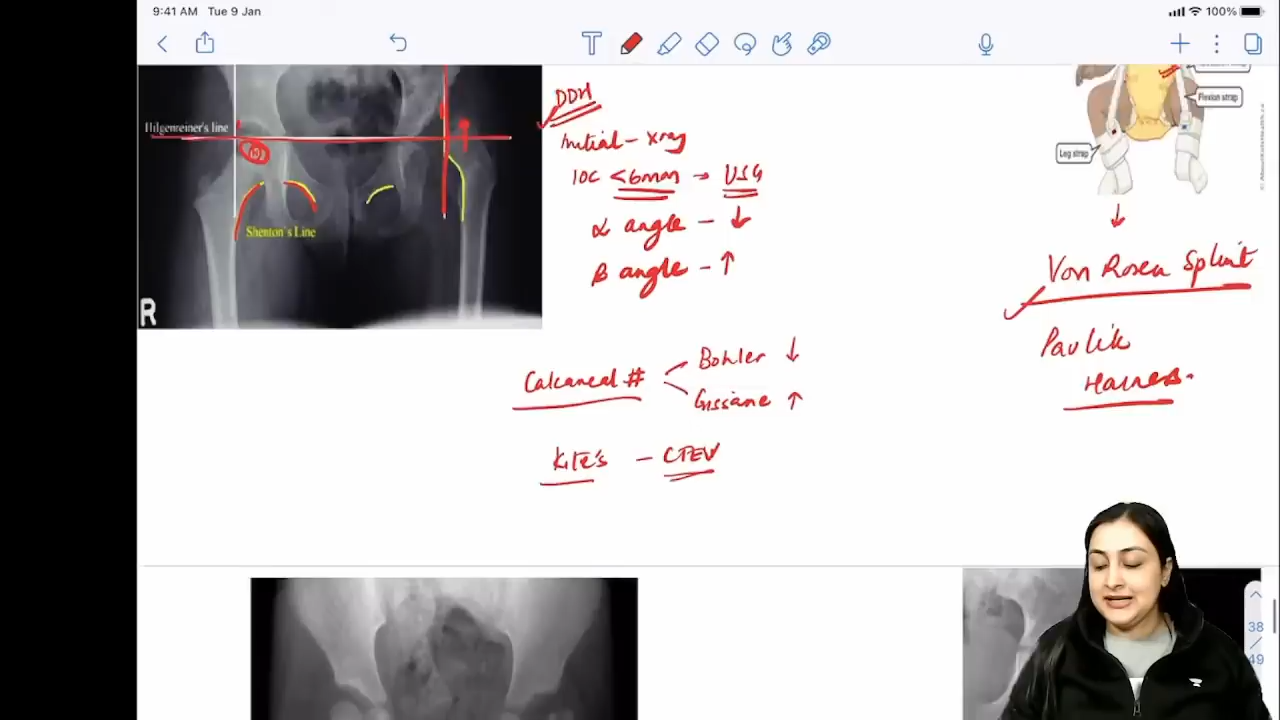 9:41 AM Tue 9 Jan
100%
Hilgenreiner's line
Shenton's Line
R
DDH
Initial - xray
IOC <6mm → USG
α angle - ↓
β angle - ↑
Calcaneal #
Bohler ↓
Gissane ↑
Kite's - CTEV
Flexion strap
Leg strap
↓
Von Rosen Splint
Pavlik
Harness.
38
/
49